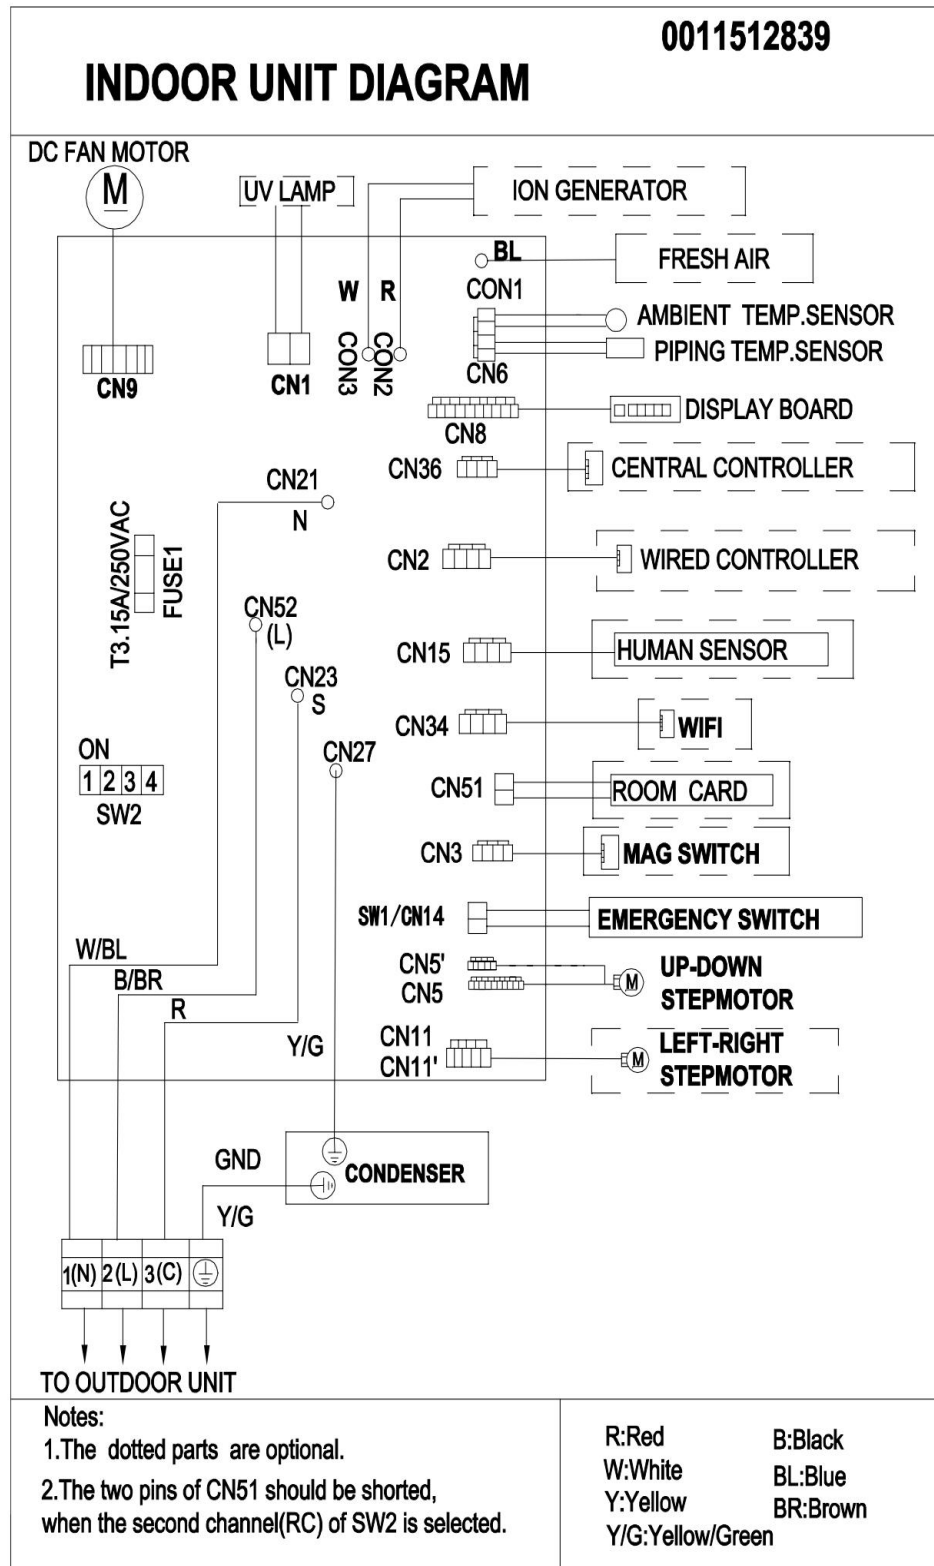 0011512839
INDOOR UNIT DIAGRAM
DC FAN MOTOR
M
UV LAMP
ION GENERATOR
BL
FRESH AIR
CON1
W R
AMBIENT TEMP.SENSOR
PIPING TEMP.SENSOR
CON3
CON2
CN9
CN1
CN6
DISPLAY BOARD
CN8
CN36
CENTRAL CONTROLLER
CN21
N
T3.15A/250VAC
FUSE1
CN2
WIRED CONTROLLER
CN52
(L)
CN15
HUMAN SENSOR
CN23
S
CN34
WIFI
CN27
ON
1 2 3 4
SW2
CN51
ROOM CARD
CN3
MAG SWITCH
SW1/CN14
EMERGENCY SWITCH
W/BL
B/BR
R
CN5'
CN5
M
UP-DOWN
STEPMOTOR
Y/G
CN11
CN11'
M
LEFT-RIGHT
STEPMOTOR
GND
CONDENSER
Y/G
1(N) 2(L) 3(C)
TO OUTDOOR UNIT
Notes:
1.The dotted parts are optional.
2.The two pins of CN51 should be shorted,
when the second channel(RC) of SW2 is selected.
R:Red
W:White
Y:Yellow
Y/G:Yellow/Green
B:Black
BL:Blue
BR:Brown